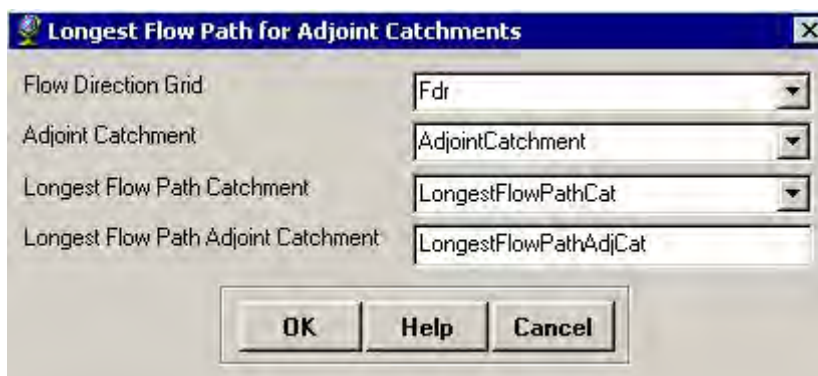 Longest Flow Path for Adjoint Catchments
Flow Direction Grid Fdr
Adjoint Catchment AdjointCatchment
Longest Flow Path Catchment LongestFlowPathCat
Longest Flow Path Adjoint Catchment LongestFlowPathAdjCat
OK Help Cancel